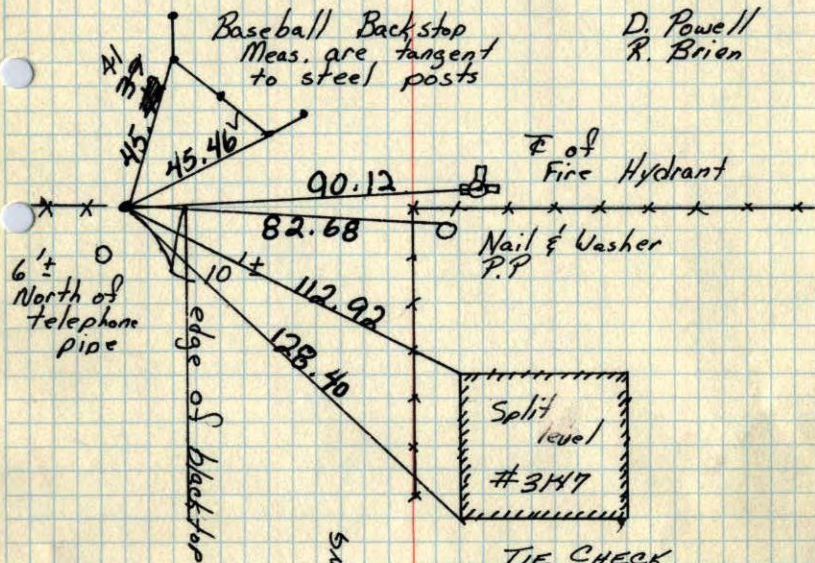 Baseball Backstop
Meas. are tangent
to steel posts
D. Powell
R. Brien
41
39
45.
45.46
90.12
℄ of
Fire Hydrant
82.68
Nail & Washer
P.P
6'±
North of
telephone
pipe
10'±
112.92
128.40
edge of blacktop
Split
level
#3147
TIE CHECK